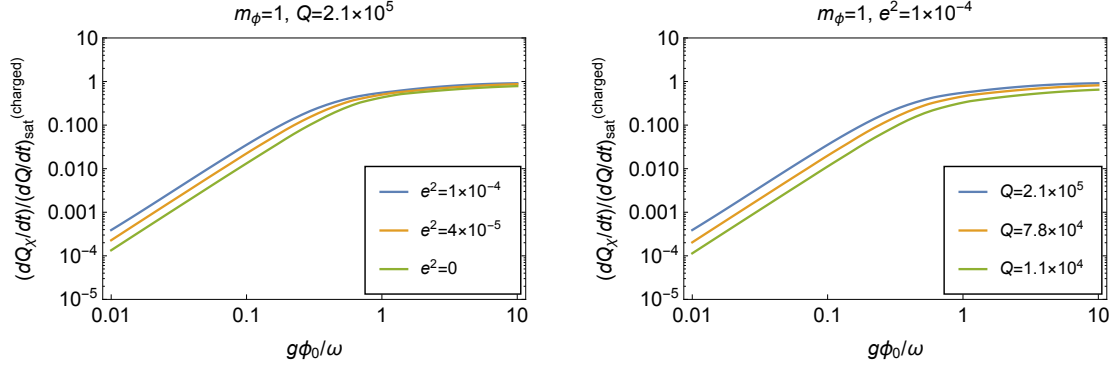 m_ϕ=1, Q=2.1×10^5
(dQ_χ/dt)/(dQ/dt)_sat^(charged)
10
1
0.100
0.010
0.001
10^-4
10^-5
e^2=1×10^-4
e^2=4×10^-5
e^2=0
0.01
0.1
1
10
gϕ_0/ω
m_ϕ=1, e^2=1×10^-4
(dQ_χ/dt)/(dQ/dt)_sat^(charged)
10
1
0.100
0.010
0.001
10^-4
10^-5
Q=2.1×10^5
Q=7.8×10^4
Q=1.1×10^4
0.01
0.1
1
10
gϕ_0/ω